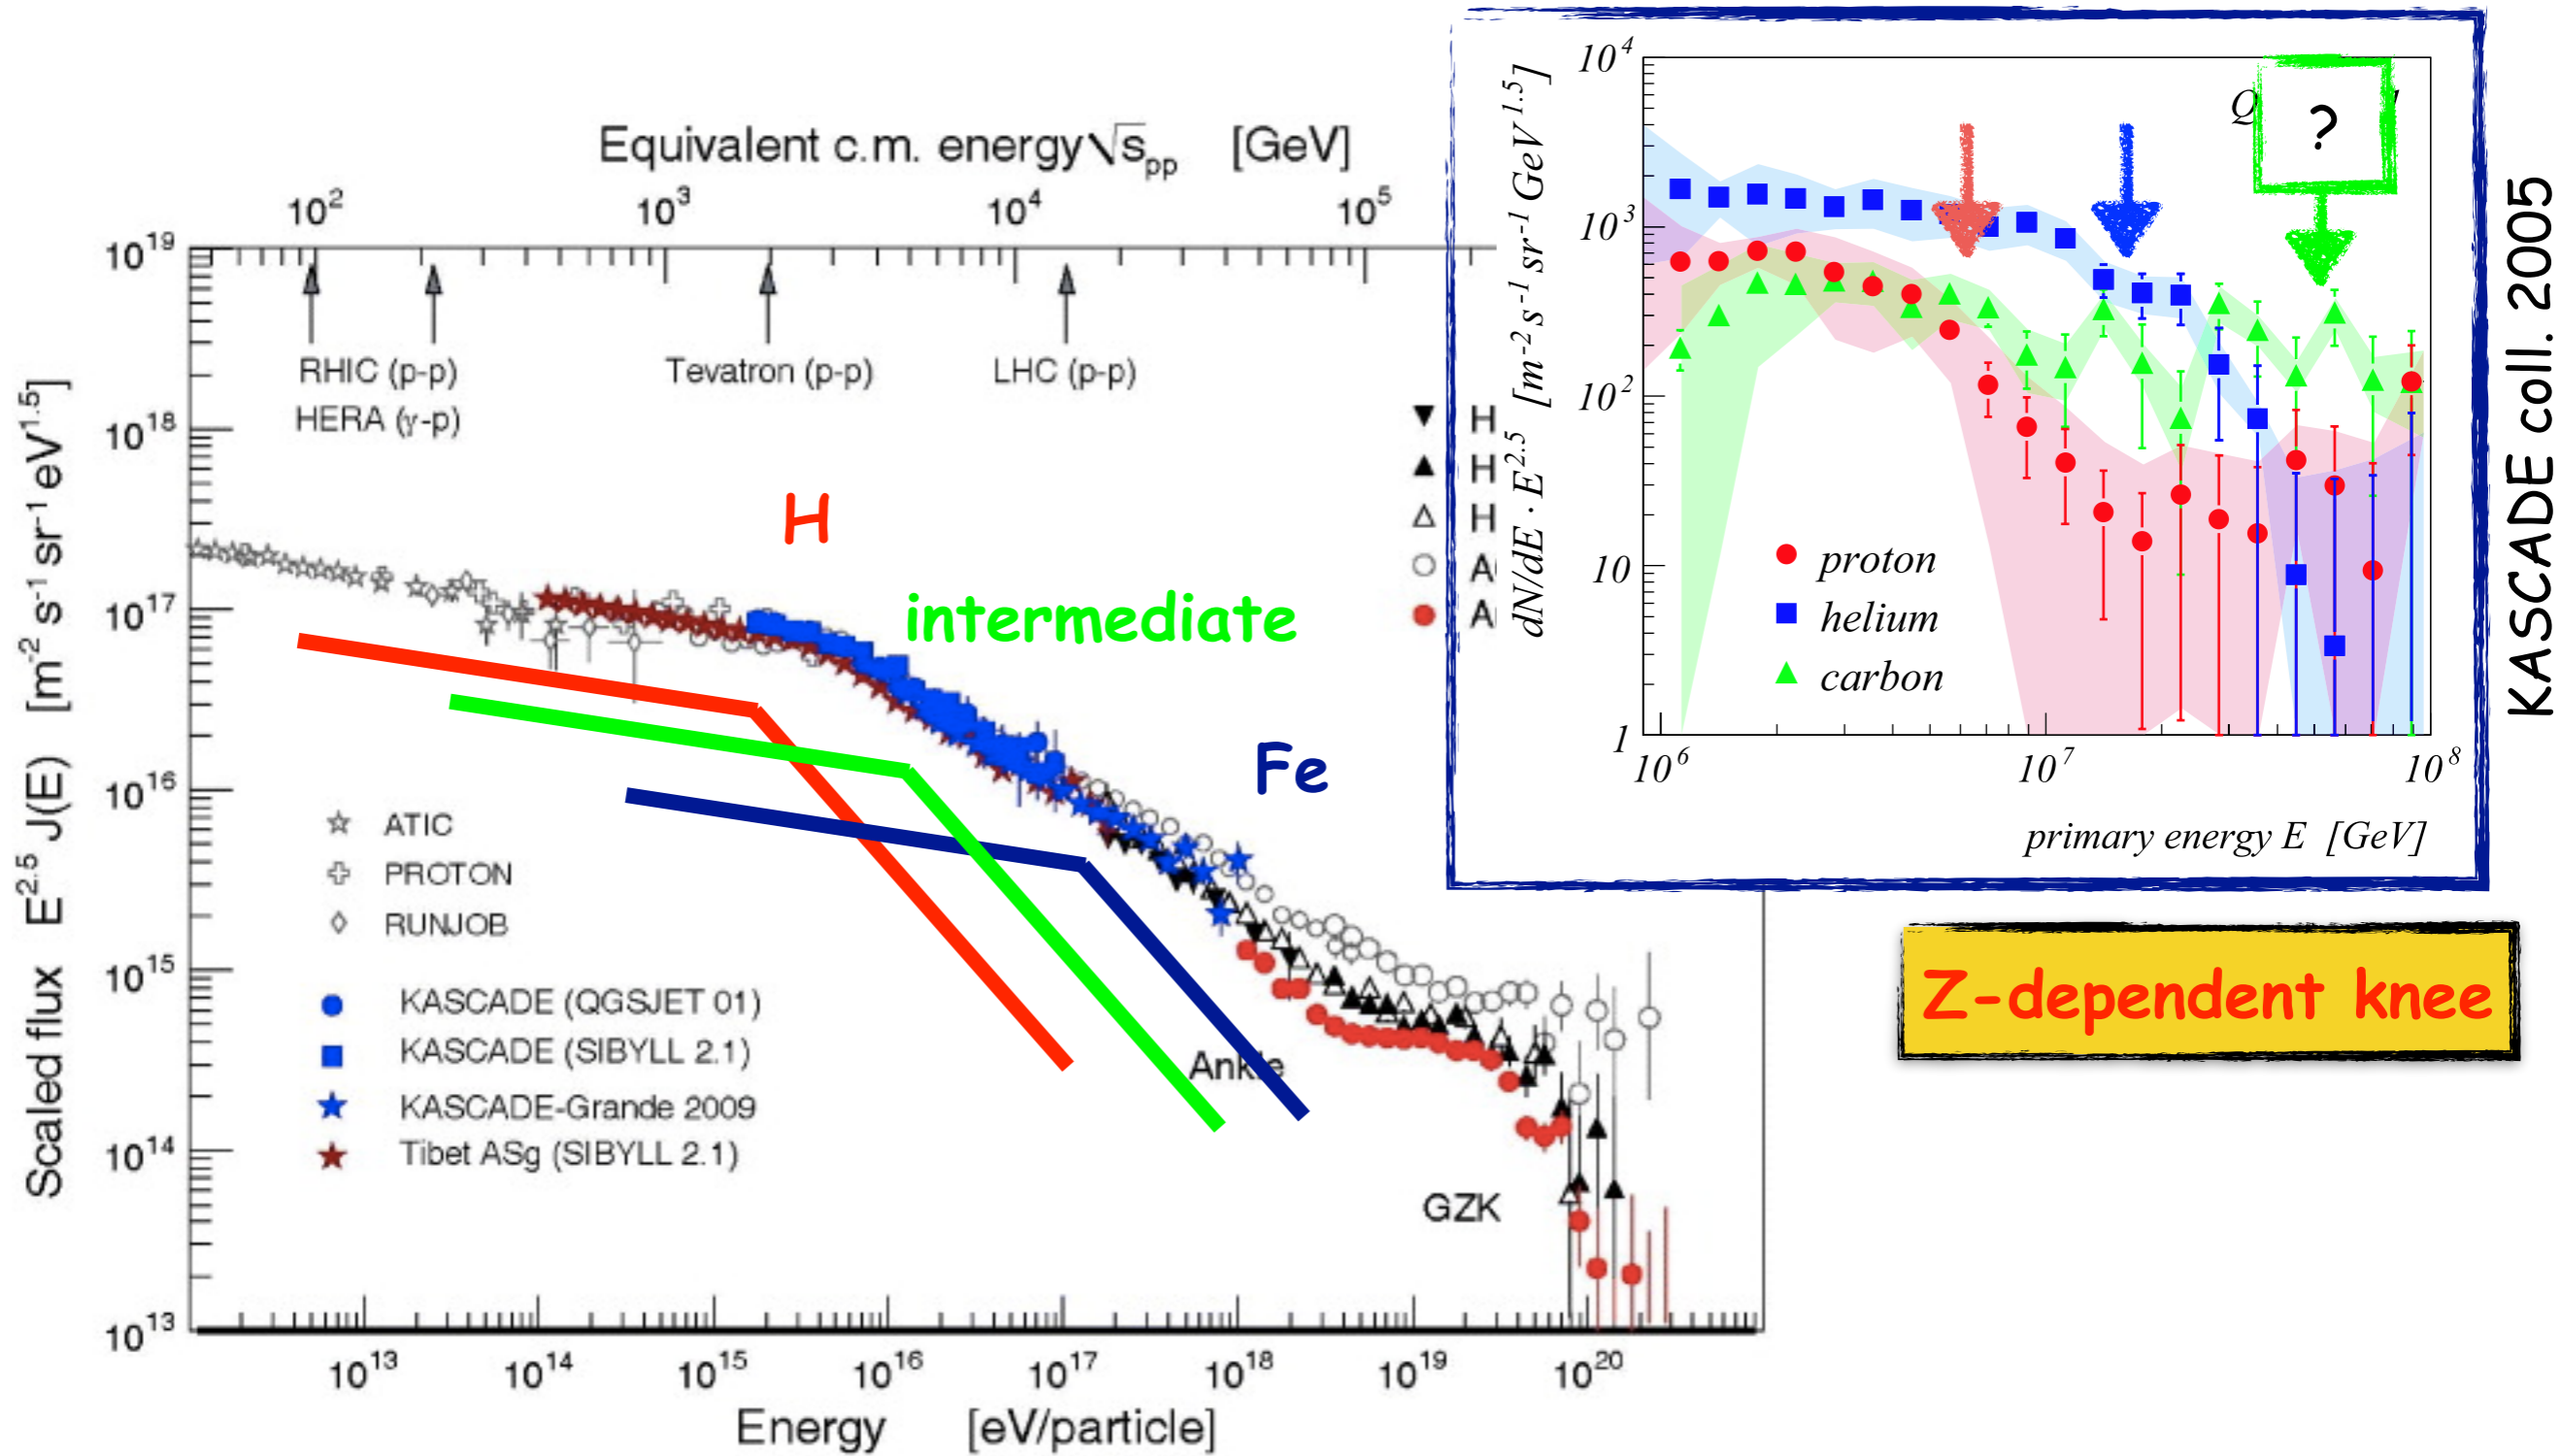 Equivalent c.m. energy √s_pp [GeV]
10^2 10^3 10^4 10^5
10^19
10^18
10^17
10^16
10^15
10^14
10^13
Scaled flux E^2.5 J(E) [m^-2 s^-1 sr^-1 eV^1.5]
RHIC (p-p)
HERA (γ-p)
Tevatron (p-p)
LHC (p-p)
H
H
H
A
A
H
intermediate
Fe
ATIC
PROTON
RUNJOB
KASCADE (QGSJET 01)
KASCADE (SIBYLL 2.1)
KASCADE-Grande 2009
Tibet ASg (SIBYLL 2.1)
Ankle
GZK
10^13 10^14 10^15 10^16 10^17 10^18 10^19 10^20
Energy [eV/particle]
dN/dE · E^2.5 [m^-2 s^-1 sr^-1 GeV^1.5]
10^4
10^3
10^2
10
1
Q
?
proton
helium
carbon
10^6 10^7 10^8
primary energy E [GeV]
KASCADE coll. 2005
Z-dependent knee